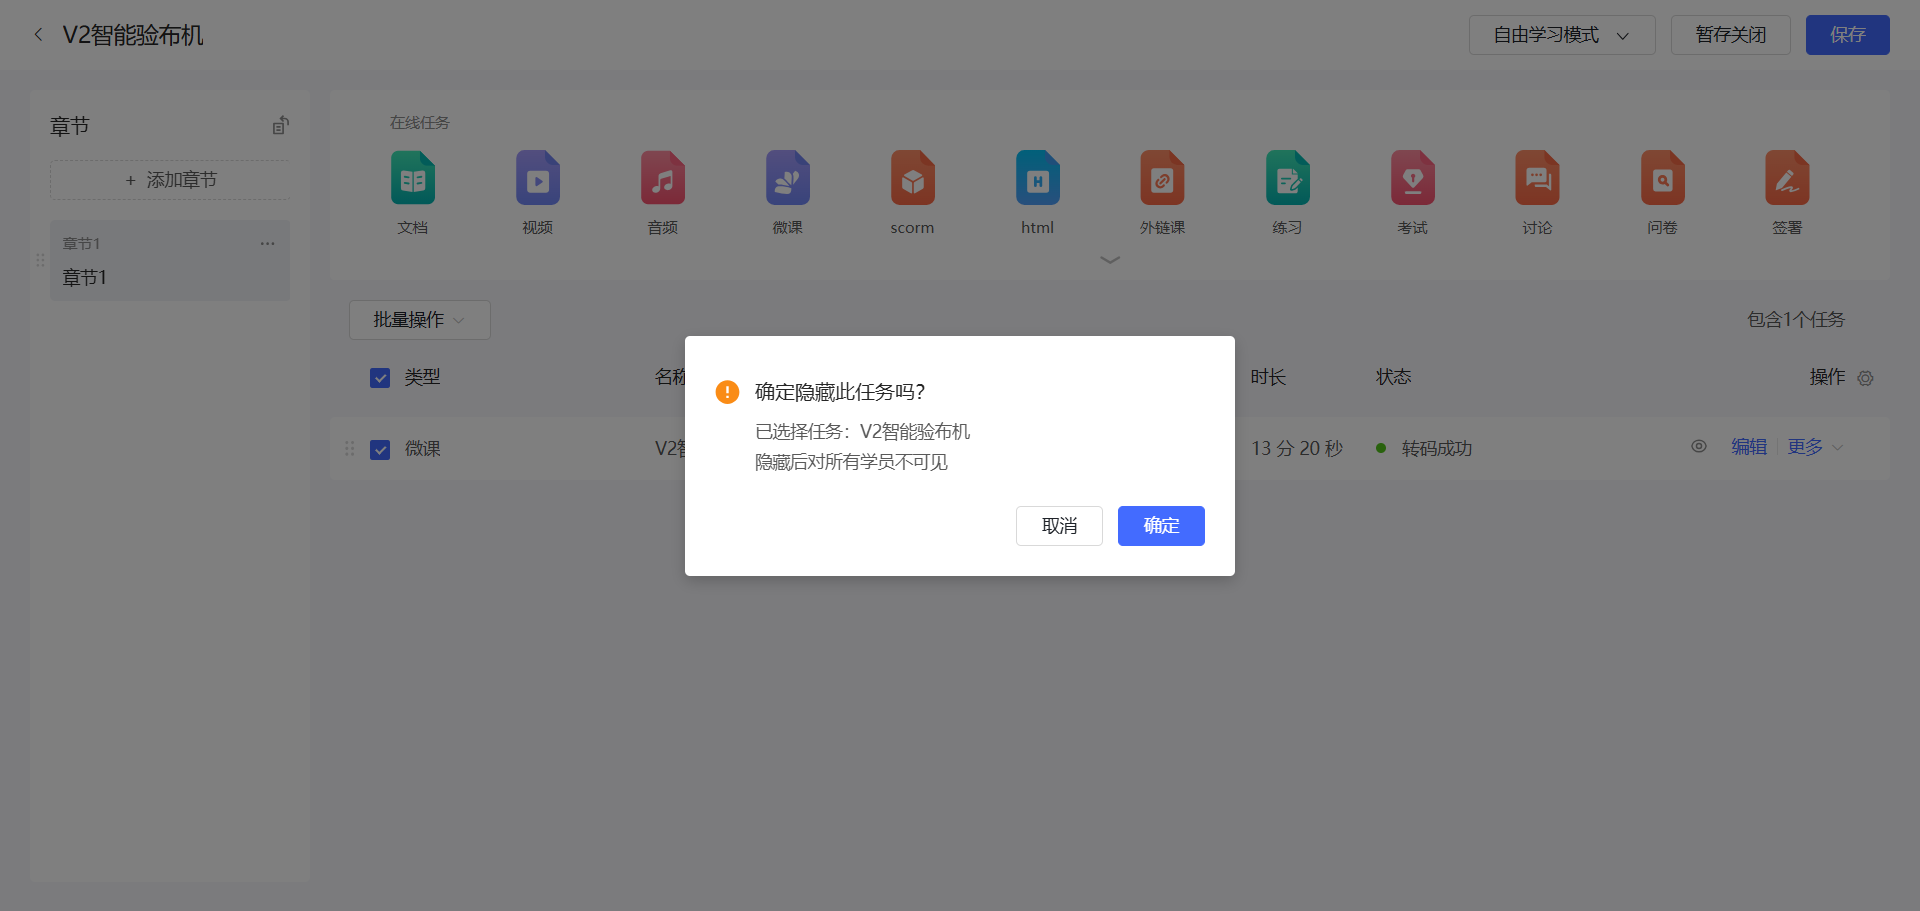 V2智能验布机
自由学习模式
暂存关闭
保存
章节
+ 添加章节
章节1
章节1
在线任务
文档
视频
音频
微课
scorm
html
外链课
练习
考试
讨论
问卷
签署
批量操作
包含1个任务
类型
名称
时长
状态
操作
微课
V2智
13 分 20 秒
转码成功
编辑
更多
确定隐藏此任务吗?
已选择任务: V2智能验布机
隐藏后对所有学员不可见
取消
确定